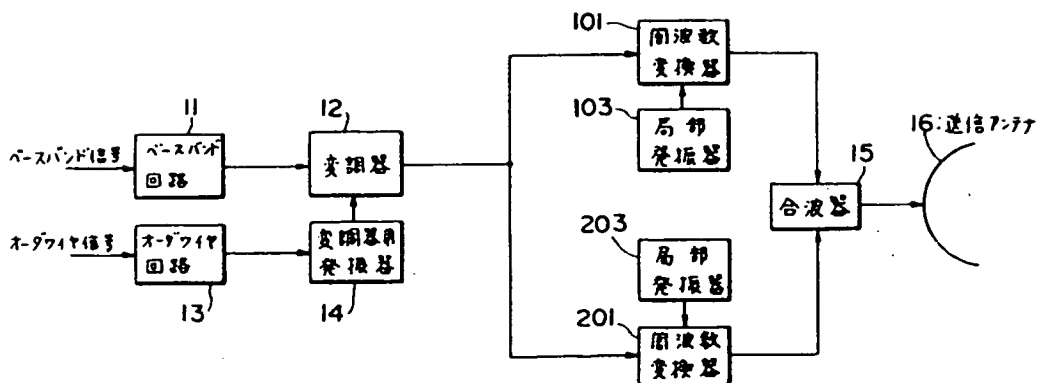 101
周波数
変換器
103
局部
発振器
11
ベースバンド信号
ベースバンド
回路
12
変調器
オーダワイヤ信号
オーダワイヤ
回路
13
変調器用
発振器
14
203
局部
発振器
201
周波数
変換器
15
合波器
16:送信アンテナ